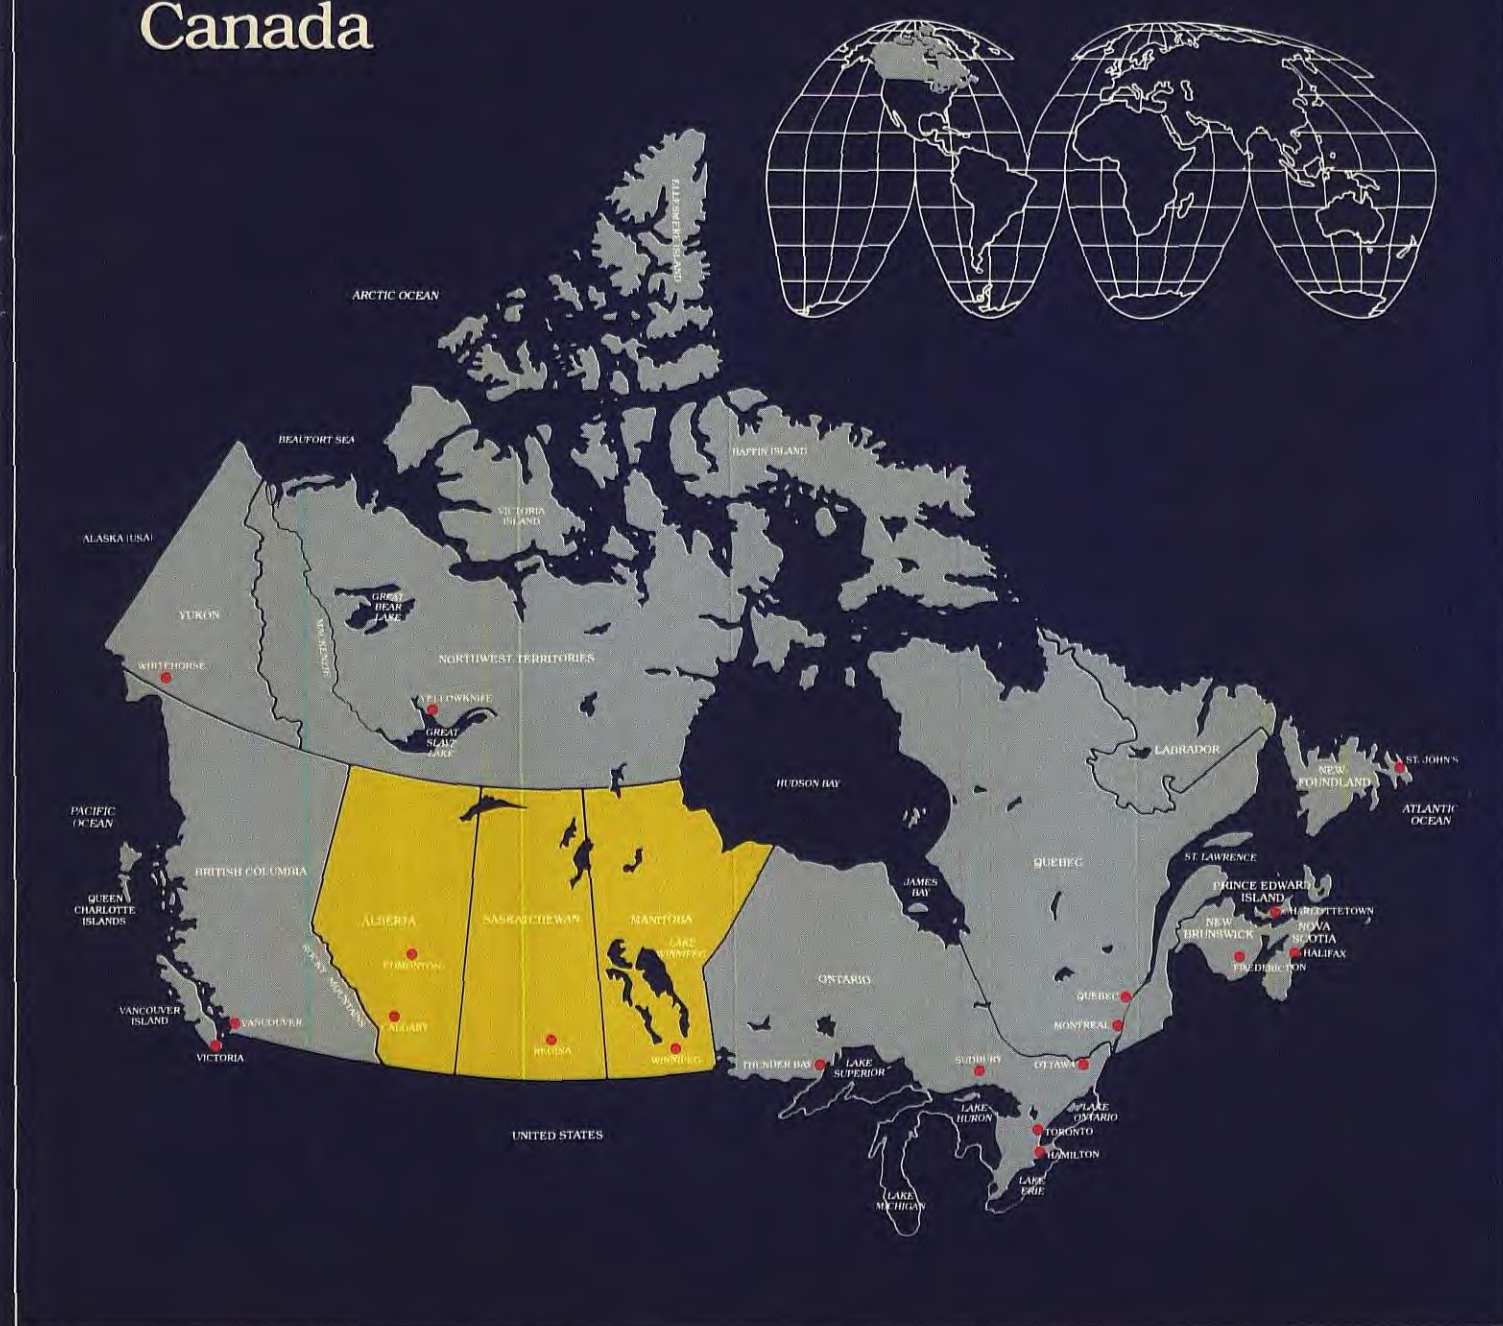 Canada
ELLESMERE ISLAND
ARCTIC OCEAN
BEAUFORT SEA
BAFFIN ISLAND
VICTORIA
ISLAND
ALASKA (USA)
GREAT
BEAR
LAKE
YUKON
MACKENZIE
NORTHWEST TERRITORIES
WHITEHORSE
YELLOWKNIFE
GREAT
SLAVE
LAKE
LABRADOR
ST. JOHN'S
NEW
FOUNDLAND
HUDSON BAY
PACIFIC
OCEAN
ATLANTIC
OCEAN
ST. LAWRENCE
QUEBEC
BRITISH COLUMBIA
JAMES
BAY
PRINCE EDWARD
ISLAND
QUEEN
CHARLOTTE
ISLANDS
CHARLOTTETOWN
ALBERTA
SASKATCHEWAN
MANITOBA
NEW
BRUNSWICK
NOVA
SCOTIA
LAKE
WINNIPEG
HALIFAX
EDMONTON
FREDERICTON
ROCKY MOUNTAINS
ONTARIO
QUEBEC
VANCOUVER
ISLAND
VANCOUVER
CALGARY
MONTREAL
VICTORIA
REGINA
WINNIPEG
THUNDER BAY
LAKE
SUPERIOR
SUDBURY
OTTAWA
LAKE
HURON
LAKE
ONTARIO
UNITED STATES
TORONTO
HAMILTON
LAKE
ERIE
LAKE
MICHIGAN